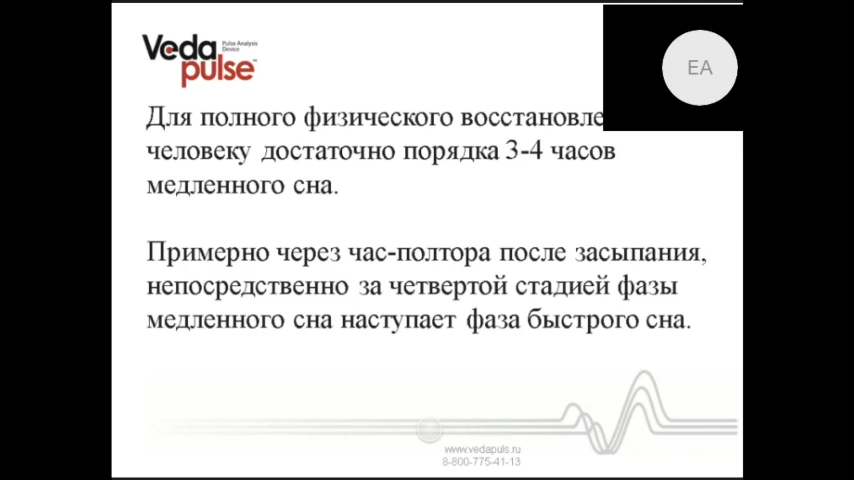 Veda
pulse™
Pulse Analysis
Device
EA
Для полного физического восстановле
человеку достаточно порядка 3-4 часов
медленного сна.
Примерно через час-полтора после засыпания,
непосредственно за четвертой стадией фазы
медленного сна наступает фаза быстрого сна.
www.vedapuls.ru
8-800-775-41-13